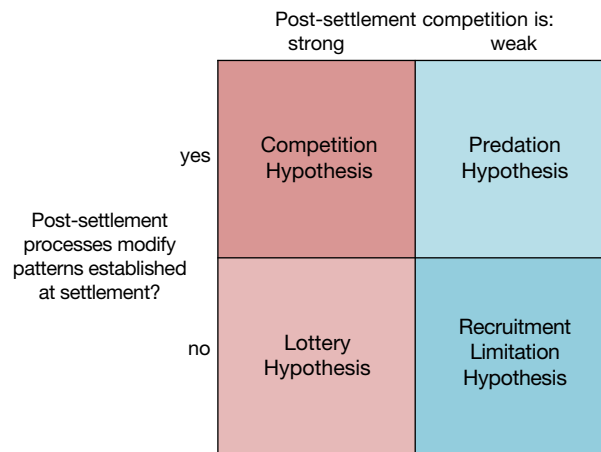 Post-settlement competition is:
strong weak
yes
Competition
Hypothesis
Predation
Hypothesis
Post-settlement
processes modify
patterns established
at settlement?
no
Lottery
Hypothesis
Recruitment
Limitation
Hypothesis